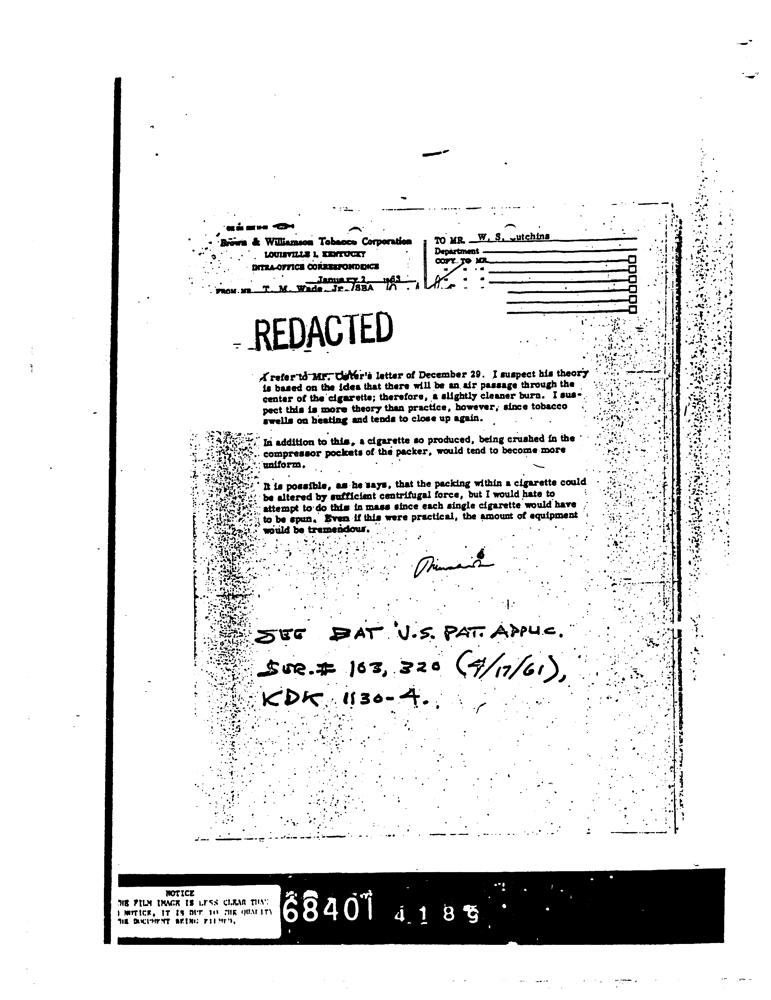 Brown & Williamson Tobacco Corporation
LOUISVILLE 1, KENTUCKY
INTRA-OFFICE CORRESPONDENCE
January 2, 1963
FROM MR. T. M. Wade, Jr./SBA
TO MR. W. S. utchins
Department
COPY TO MR.
REDACTED
I refer to Mr. letter of December 29. I suspect his theory
is based on the idea that there will be an air passage through the
center of the cigarette; therefore, a slightly cleaner burn. I sus-
pect this is more theory than practice, however, since tobacco
swells on heating and tends to close up again.
In addition to this, a cigarette so produced, being crushed in the
compressor pockets of the packer, would tend to become more
uniform.
It is possible, as he says, that the packing within a cigarette could
be altered by sufficient centrifugal force, but I would hate to
attempt to do this in mass since each single cigarette would have
to be spun. Even if this were practical, the amount of equipment
would be tremendous.
SEE BAT U.S. PAT. APPLIC.
SER.# 103, 320 (4/17/61),
KDK 1130-4.
NOTICE
THE FILM IMAGE IS LESS CLEAR THAN
NOTICE, IT IS DUE TO THE QUALITY
THE DOCUMENT BEING FILMED.
68401 4189